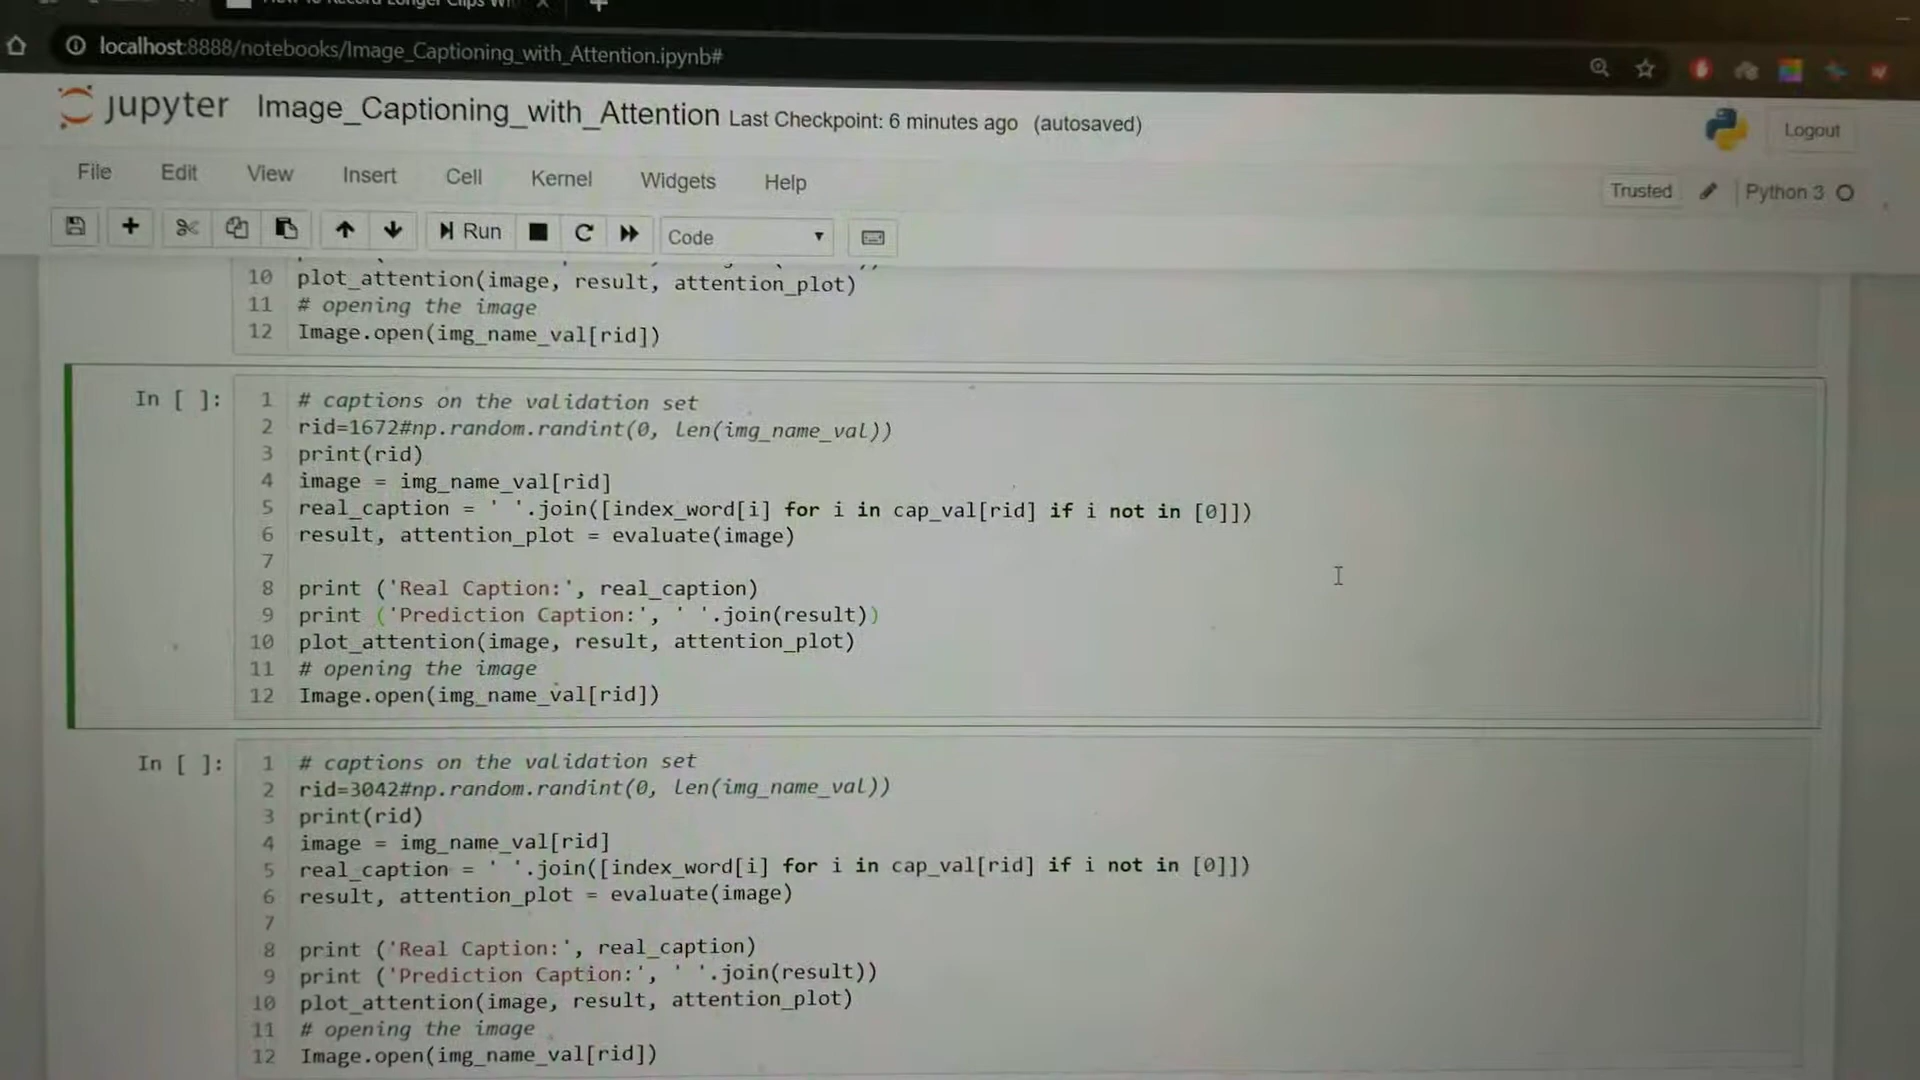 How To Record Longer Clips
localhost:8888/notebooks/Image_Captioning_with_Attention.ipynb#
jupyter Image_Captioning_with_Attention Last Checkpoint: 6 minutes ago (autosaved)
Logout
File Edit View Insert Cell Kernel Widgets Help
Trusted Python 3
Run Code
10 plot_attention(image, result, attention_plot)
11 # opening the image
12 Image.open(img_name_val[rid])
In [ ]:
1 # captions on the validation set
2 rid=1672#np.random.randint(0, len(img_name_val))
3 print(rid)
4 image = img_name_val[rid]
5 real_caption = ' '.join([index_word[i] for i in cap_val[rid] if i not in [0]])
6 result, attention_plot = evaluate(image)
7
8 print ('Real Caption:', real_caption)
9 print ('Prediction Caption:', ' '.join(result))
10 plot_attention(image, result, attention_plot)
11 # opening the image
12 Image.open(img_name_val[rid])
In [ ]:
1 # captions on the validation set
2 rid=3042#np.random.randint(0, len(img_name_val))
3 print(rid)
4 image = img_name_val[rid]
5 real_caption = ' '.join([index_word[i] for i in cap_val[rid] if i not in [0]])
6 result, attention_plot = evaluate(image)
7
8 print ('Real Caption:', real_caption)
9 print ('Prediction Caption:', ' '.join(result))
10 plot_attention(image, result, attention_plot)
11 # opening the image
12 Image.open(img_name_val[rid])